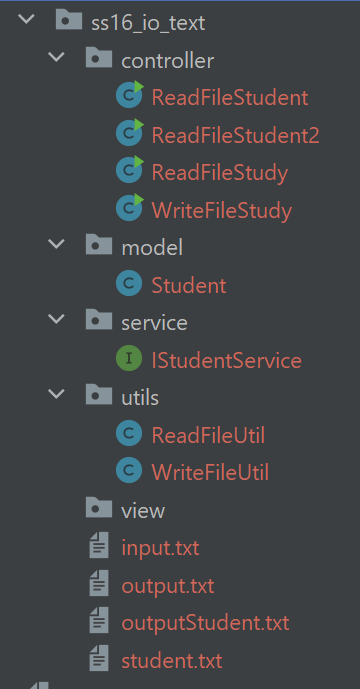 ss16_io_text
controller
C ReadFileStudent
C ReadFileStudent2
C ReadFileStudy
C WriteFileStudy
model
C Student
service
I IStudentService
utils
C ReadFileUtil
C WriteFileUtil
view
input.txt
output.txt
outputStudent.txt
student.txt